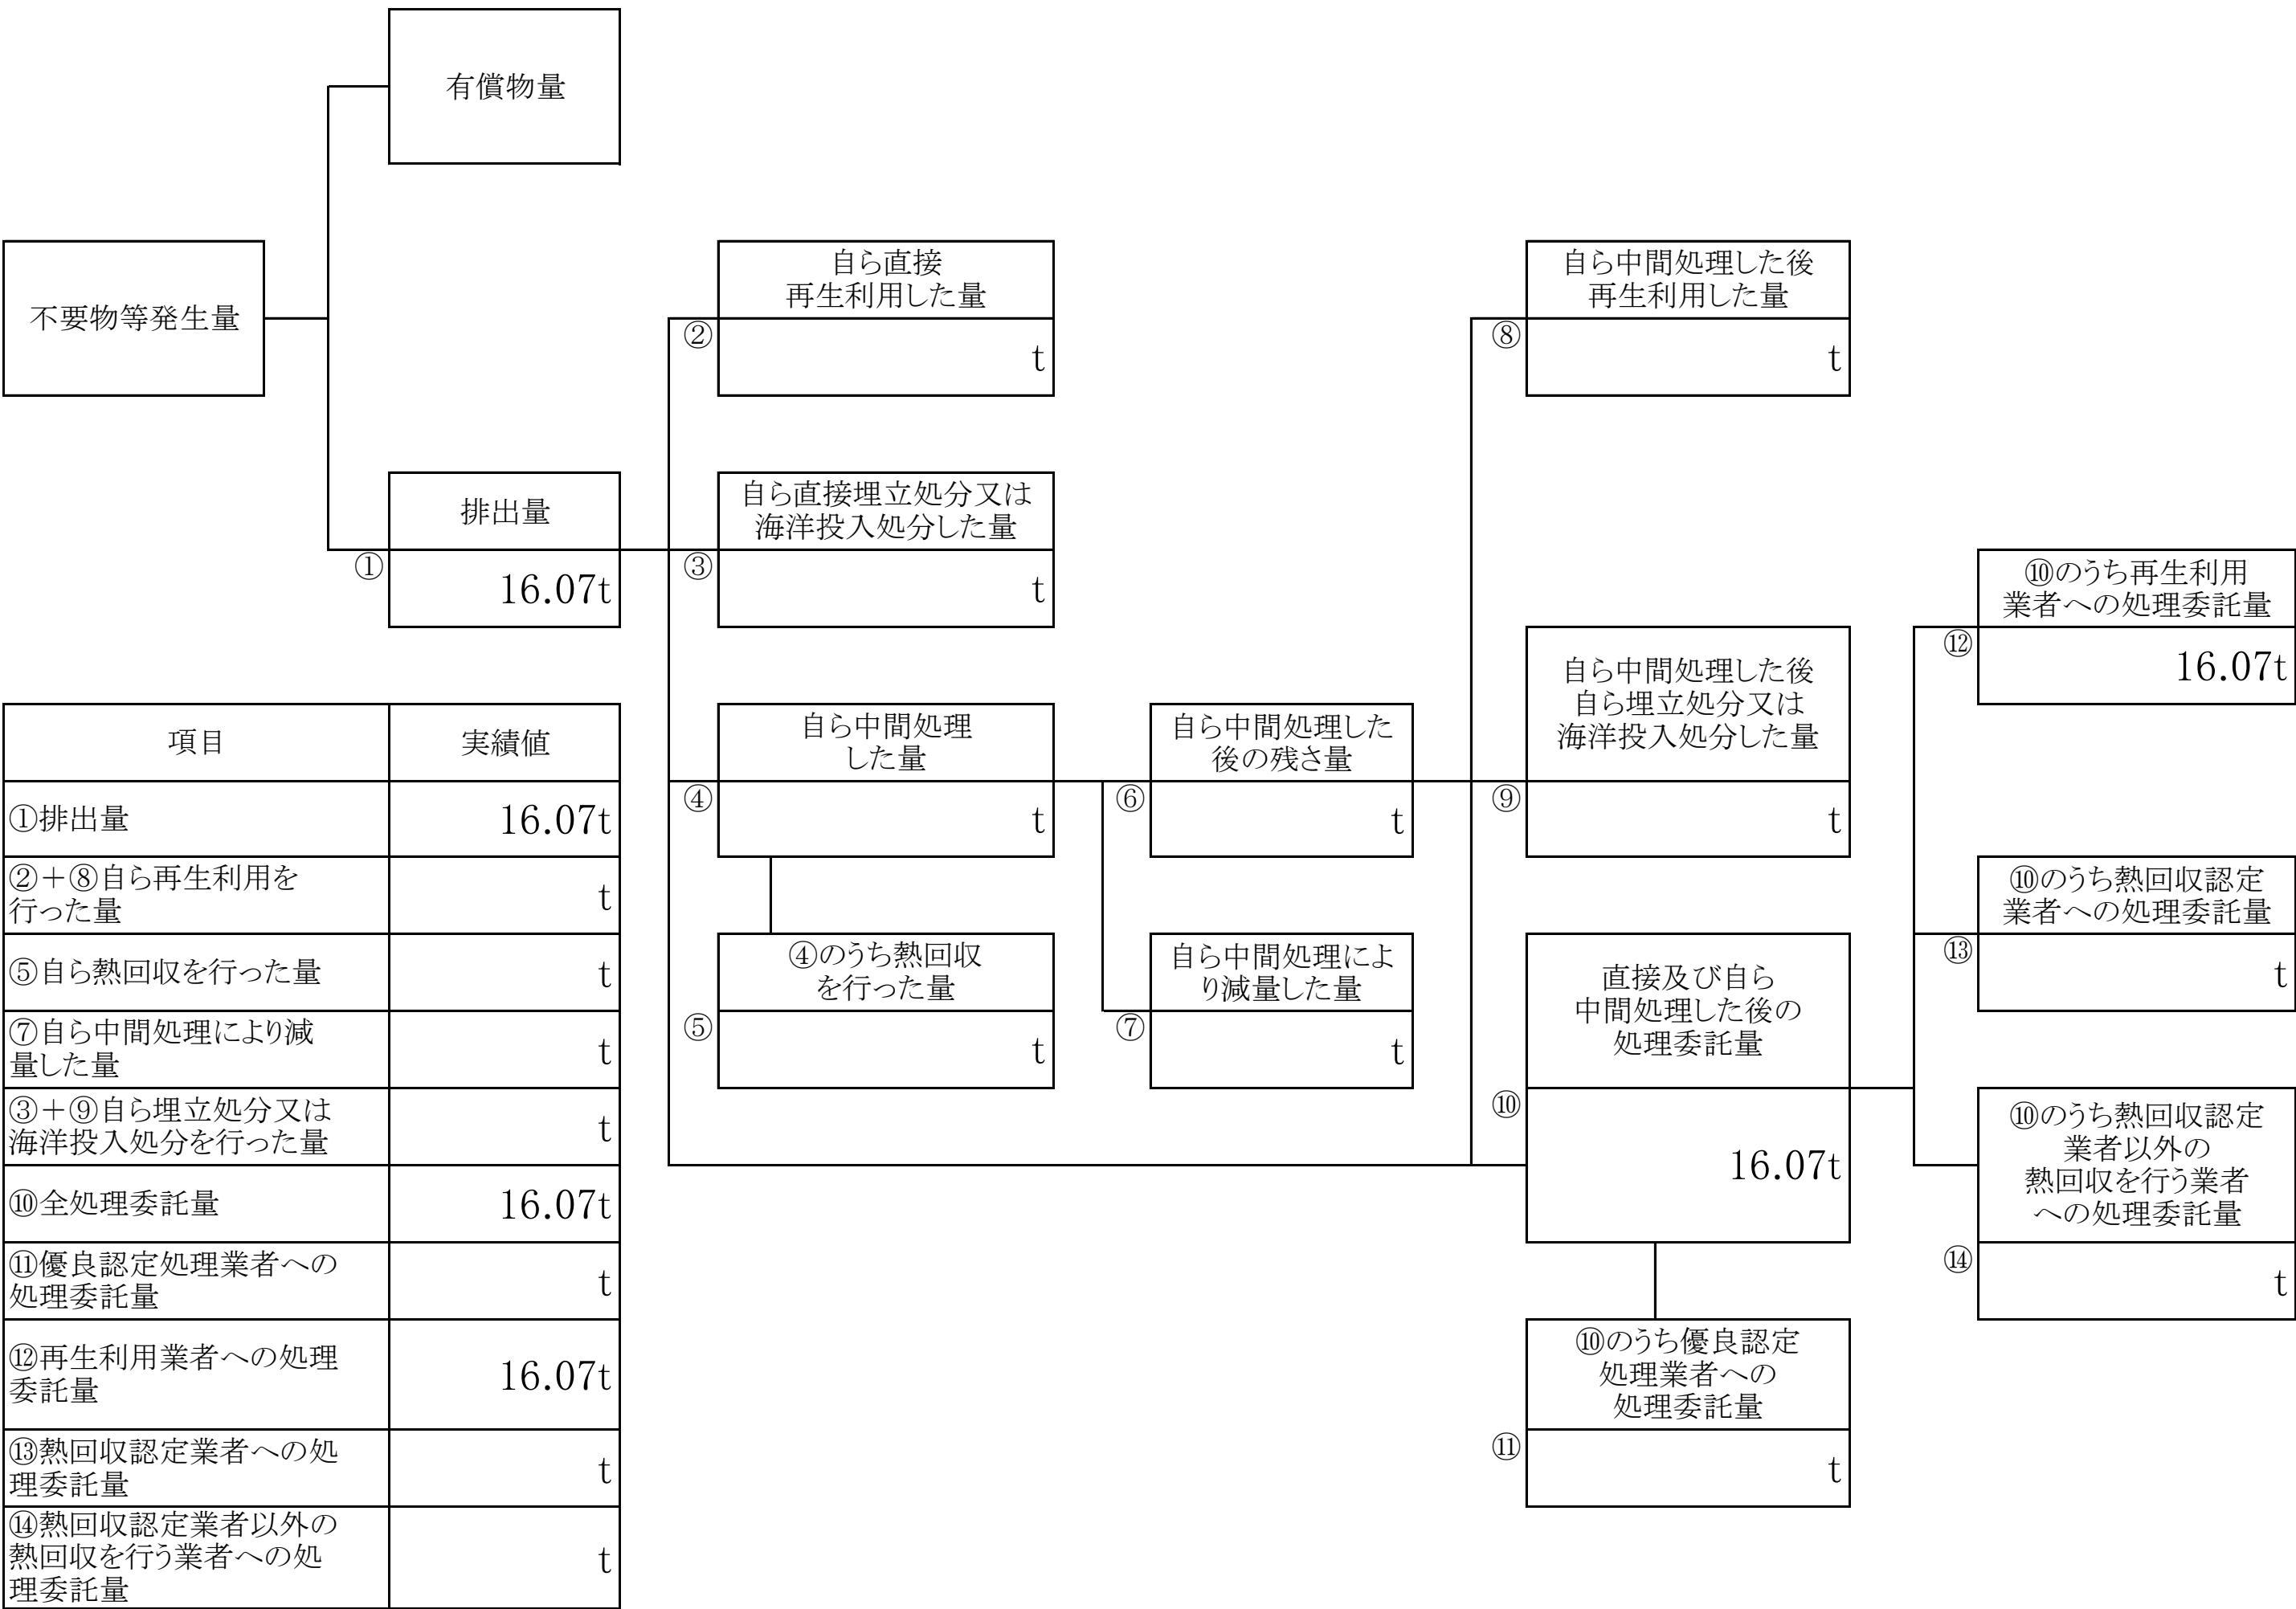 有償物量
不要物等発生量
自ら直接
再生利用した量
②
t
自ら中間処理した後
再生利用した量
⑧
t
排出量
①
16.07t
自ら直接埋立処分又は
海洋投入処分した量
③
t
⑩のうち再生利用
業者への処理委託量
⑫
16.07t
自ら中間処理した後
自ら埋立処分又は
海洋投入処分した量
⑨
t
自ら中間処理
した量
④
t
自ら中間処理した
後の残さ量
⑥
t
④のうち熱回収
を行った量
⑤
t
自ら中間処理によ
り減量した量
⑦
t
直接及び自ら
中間処理した後の
処理委託量
⑩
16.07t
⑩のうち熱回収認定
業者への処理委託量
⑬
t
⑩のうち熱回収認定
業者以外の
熱回収を行う業者
への処理委託量
⑭
t
⑩のうち優良認定
処理業者への
処理委託量
⑪
t
項目 実績値
①排出量 16.07t
②＋⑧自ら再生利用を
行った量 t
⑤自ら熱回収を行った量 t
⑦自ら中間処理により減
量した量 t
③＋⑨自ら埋立処分又は
海洋投入処分を行った量 t
⑩全処理委託量 16.07t
⑪優良認定処理業者への
処理委託量 t
⑫再生利用業者への処理
委託量 16.07t
⑬熱回収認定業者への処
理委託量 t
⑭熱回収認定業者以外の
熱回収を行う業者への処
理委託量 t